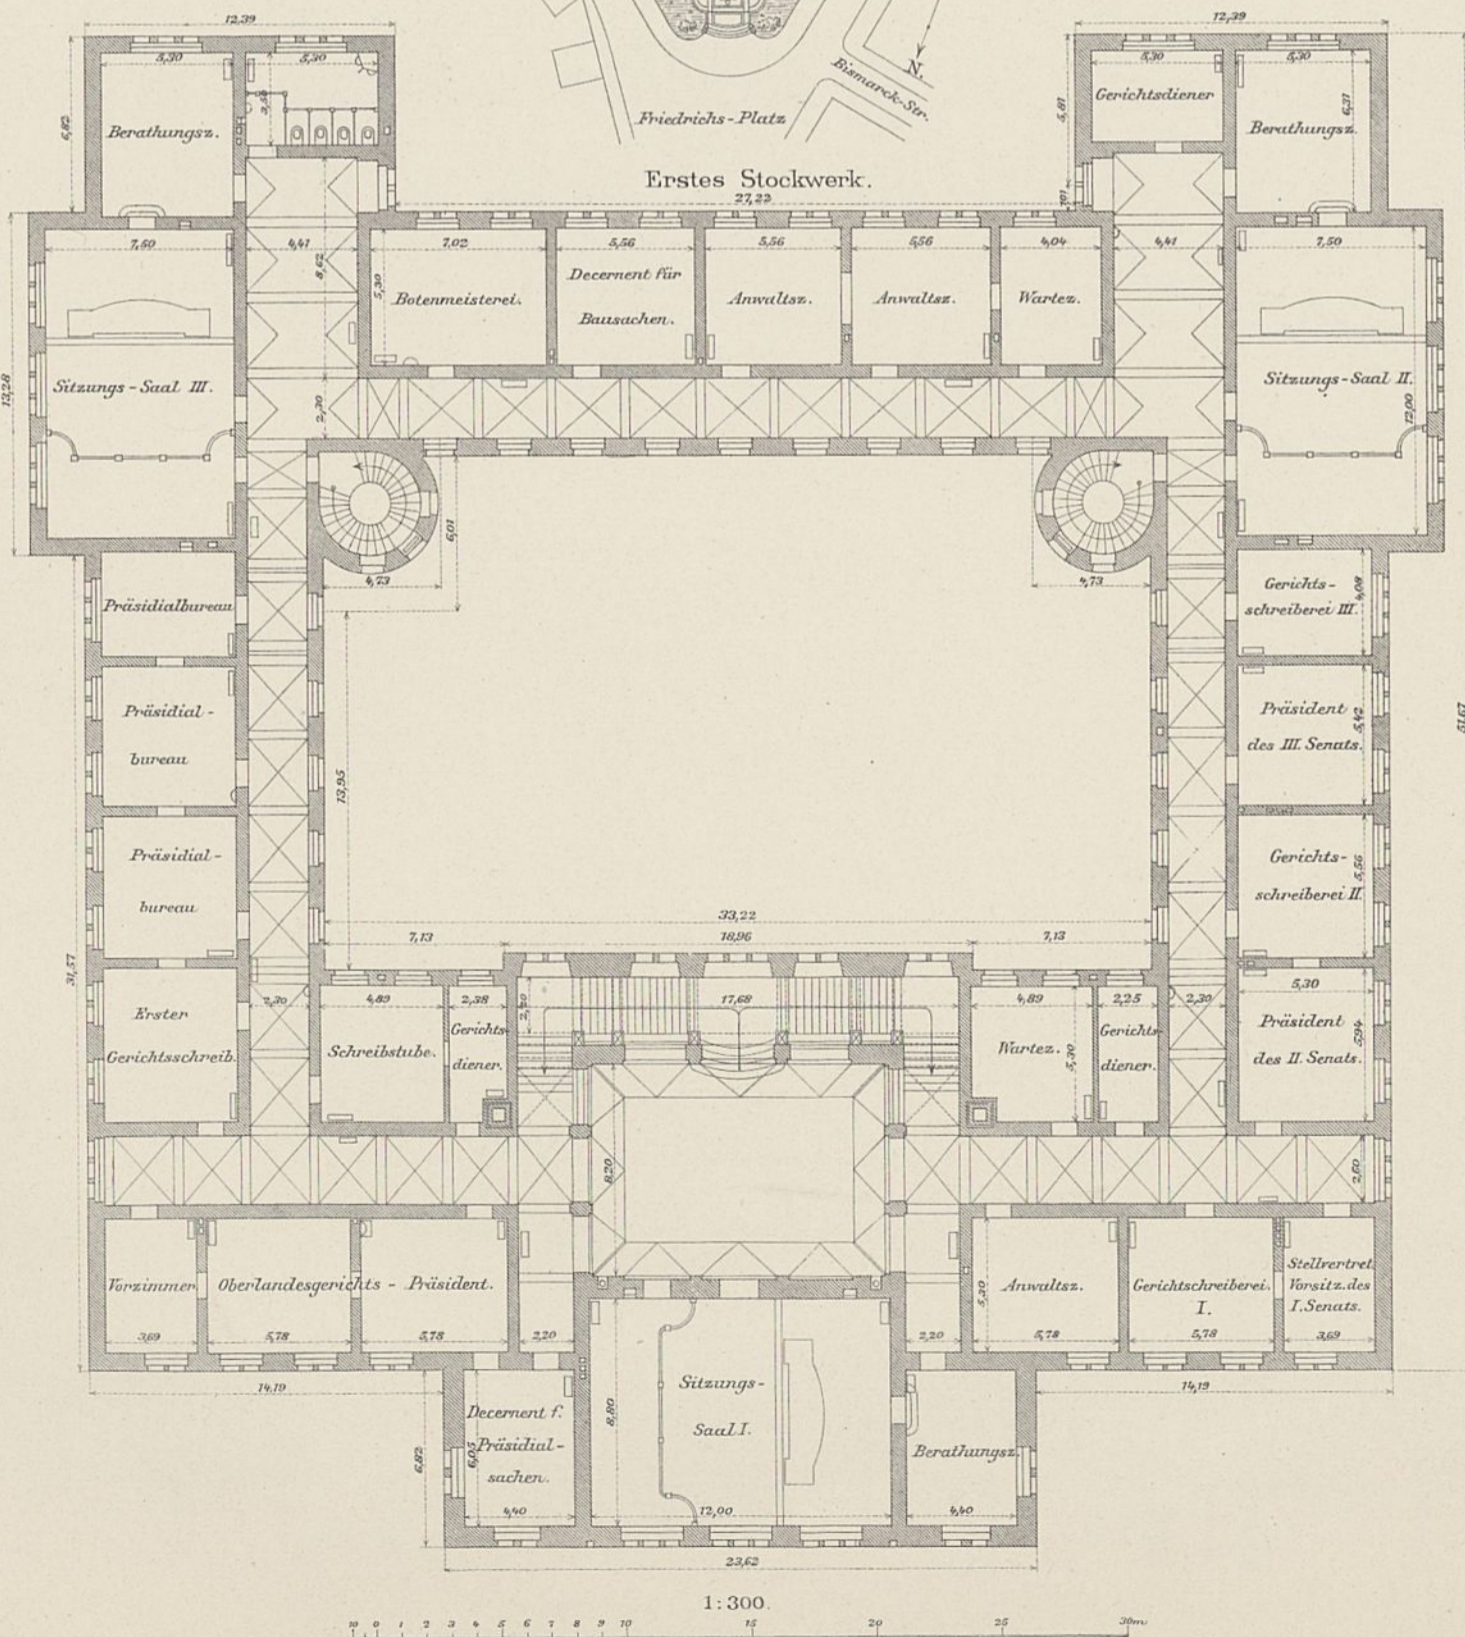 12,39
12,39
5,30
5,30
5,30
5,30
N.
Bismarck-Str.
Friedrichs-Platz
3,50
5,81
6,31
6,82
Berathungsz.
Gerichtsdiener
Berathungsz.
Erstes Stockwerk.
27,22
7,50
4,41
8,62
7,02
5,56
5,56
5,56
4,04
4,41
7,50
5,30
Botenmeisterei.
Decernent für
Bausachen.
Anwaltsz.
Anwaltsz.
Wartez.
13,28
Sitzungs-Saal III.
2,30
Sitzungs-Saal II.
12,00
6,01
4,73
4,73
Präsidialbureau
Gerichts-
schreiberei III.
4,08
Präsidial-
bureau
Präsident
des III. Senats.
5,42
51,67
13,95
Präsidial-
bureau
Gerichts-
schreiberei II.
5,56
33,22
7,13
18,96
7,13
31,57
2,30
4,89
2,38
2,20
17,68
4,89
2,25
2,30
5,30
Erster
Gerichtsschreib.
Schreibstube.
Gerichts-
diener.
Wartez.
5,30
Gerichts-
diener.
Präsident
des II. Senats.
5,94
8,20
2,60
Vorzimmer
Oberlandesgerichts - Präsident.
Anwaltsz.
5,20
Gerichtschreiberei.
I.
Stellvertret.
Vorsitz. des
I. Senats.
3,69
5,78
5,78
2,20
2,20
5,78
5,78
3,69
14,19
14,19
Decernent f.
Präsidial-
sachen.
6,82
6,05
8,80
Sitzungs-
Saal I.
Berathungsz.
4,40
12,00
4,40
23,62
1:300.
10 0 1 2 3 4 5 6 7 8 9 10 15 20 25 30m